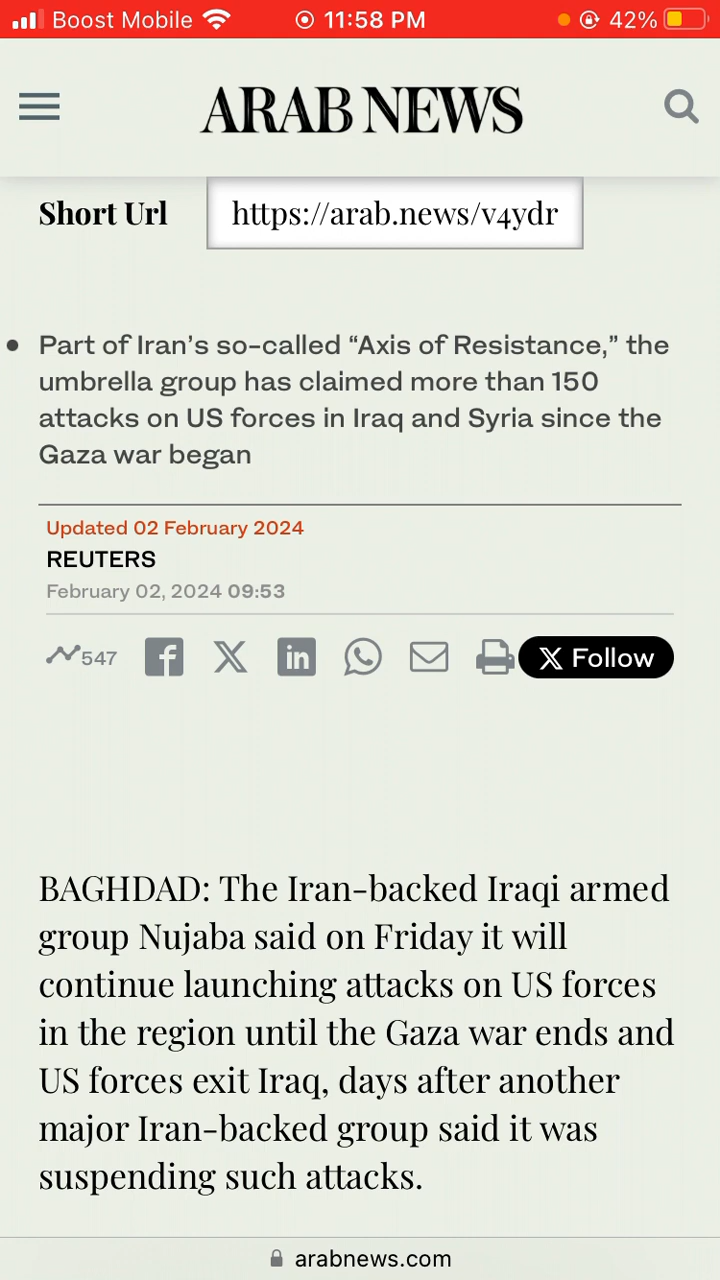 Boost Mobile 11:58 PM 42%
ARAB NEWS
Short Url https://arab.news/v4ydr
• Part of Iran's so-called “Axis of Resistance,” the
umbrella group has claimed more than 150
attacks on US forces in Iraq and Syria since the
Gaza war began
Updated 02 February 2024
REUTERS
February 02, 2024 09:53
547 X Follow
BAGHDAD: The Iran-backed Iraqi armed
group Nujaba said on Friday it will
continue launching attacks on US forces
in the region until the Gaza war ends and
US forces exit Iraq, days after another
major Iran-backed group said it was
suspending such attacks.
arabnews.com